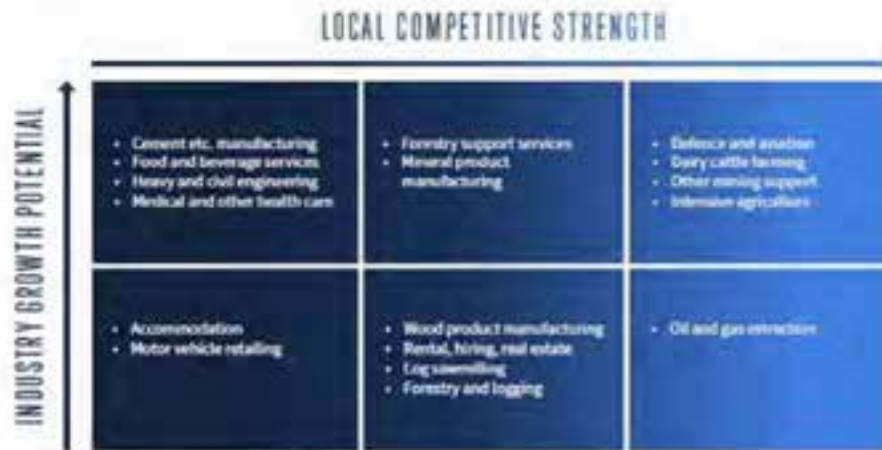 LOCAL COMPETITIVE STRENGTH
INDUSTRY GROWTH POTENTIAL
• Cement etc. manufacturing
• Food and beverage services
• Heavy and civil engineering
• Medical and other health care
• Forestry support services
• Mineral product
manufacturing
• Defence and aviation
• Dairy cattle farming
• Other mining support
• Intensive agriculture
• Accommodation
• Motor vehicle retailing
• Wood product manufacturing
• Rental, hiring, real estate
• Log sawmilling
• Forestry and logging
• Oil and gas extraction